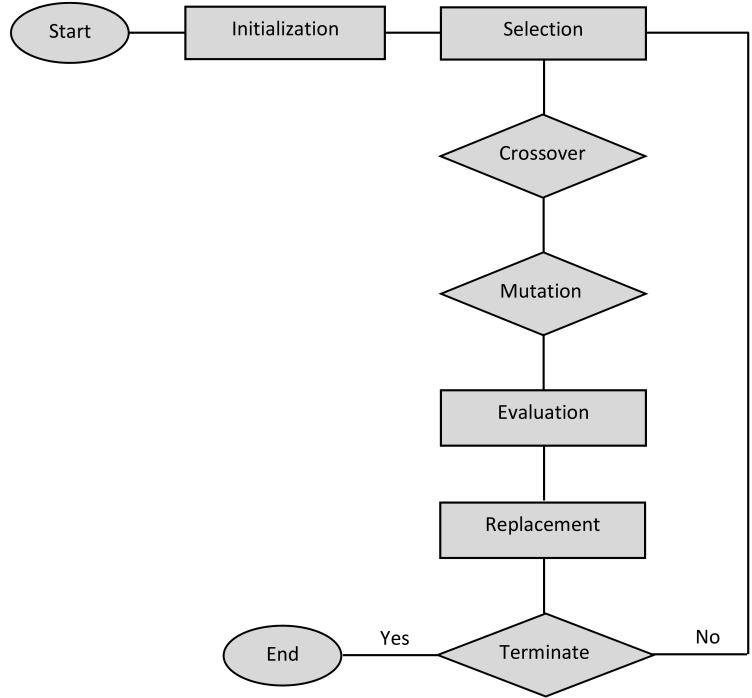 Start
Initialization
Selection
Crossover
Mutation
Evaluation
Replacement
Terminate
Yes
No
End